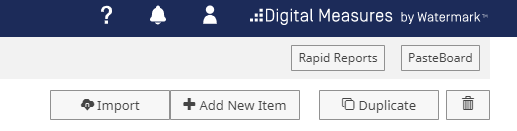 ? Digital Measures by Watermark™
Rapid Reports PasteBoard
Import Add New Item Duplicate